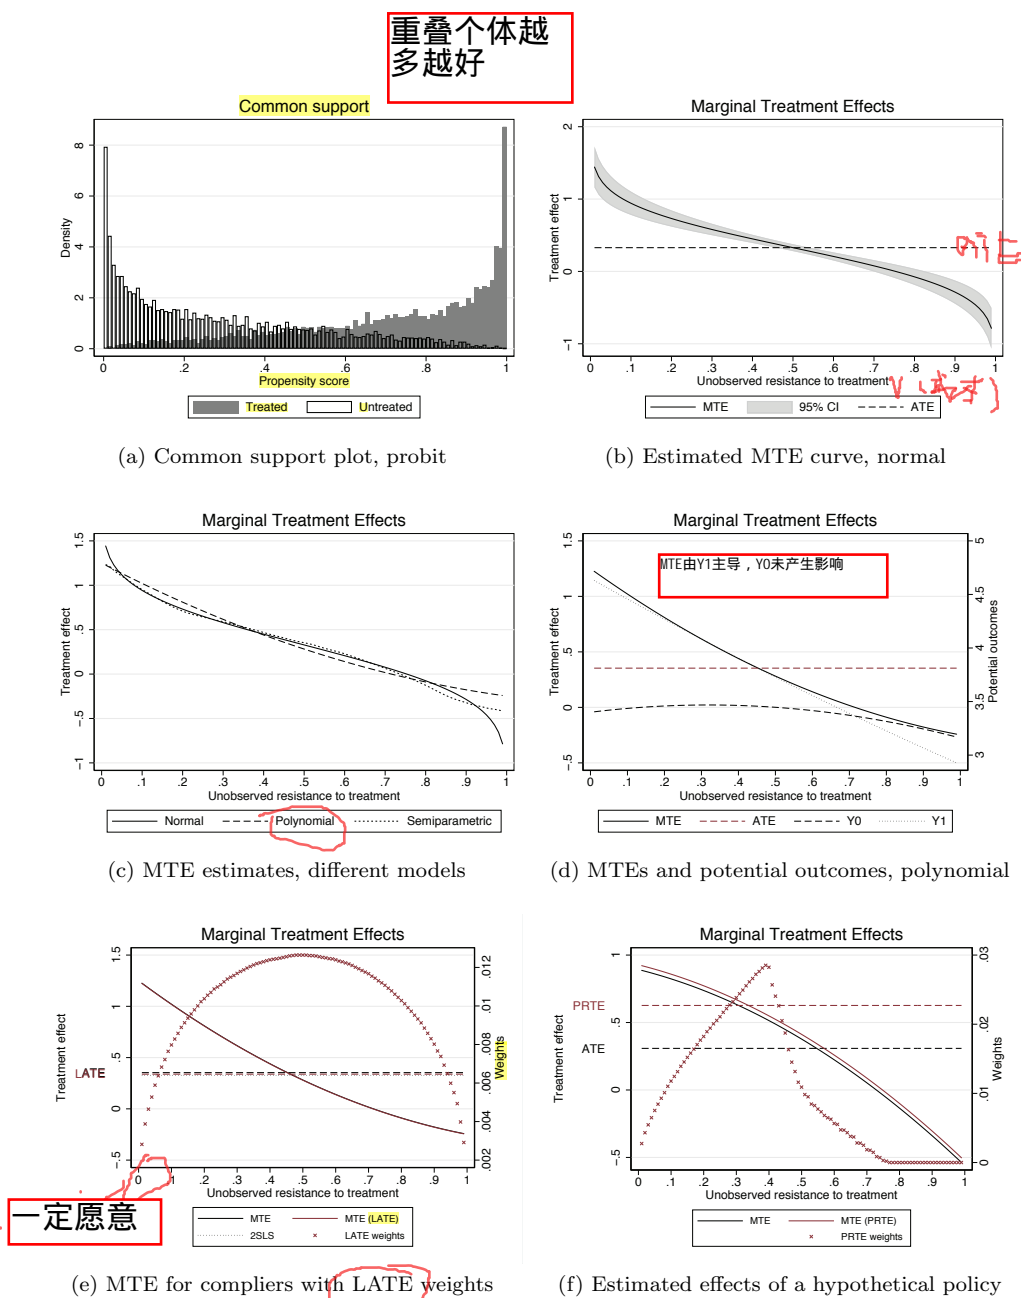 重叠个体越
多越好
Common support
Density
0 2 4 6 8
0 .2 .4 .6 .8 1
Propensity score
Treated Untreated
(a) Common support plot, probit
Marginal Treatment Effects
Treatment effect
-1 0 1 2
0 .1 .2 .3 .4 .5 .6 .7 .8 .9 1
Unobserved resistance to treatment
MTE 95% CI ATE
(b) Estimated MTE curve, normal
Marginal Treatment Effects
Treatment effect
-1 -.5 0 .5 1 1.5
0 .1 .2 .3 .4 .5 .6 .7 .8 .9 1
Unobserved resistance to treatment
Normal Polynomial Semiparametric
(c) MTE estimates, different models
Marginal Treatment Effects
MTE由Y1主导，Y0未产生影响
Treatment effect
-.5 0 .5 1 1.5
Potential outcomes
3 3.5 4 4.5 5
0 .1 .2 .3 .4 .5 .6 .7 .8 .9 1
Unobserved resistance to treatment
MTE ATE Y0 Y1
(d) MTEs and potential outcomes, polynomial
Marginal Treatment Effects
Treatment effect
-.5 0 .5 1 1.5
LATE
Weights
.002 .004 .006 .008 .01 .012
0 .1 .2 .3 .4 .5 .6 .7 .8 .9 1
Unobserved resistance to treatment
一定愿意
MTE MTE (LATE)
2SLS LATE weights
(e) MTE for compliers with LATE weights
Marginal Treatment Effects
Treatment effect
-.5 0 .5 1
PRTE
ATE
Weights
0 .01 .02 .03
0 .1 .2 .3 .4 .5 .6 .7 .8 .9 1
Unobserved resistance to treatment
MTE MTE (PRTE)
PRTE weights
(f) Estimated effects of a hypothetical policy